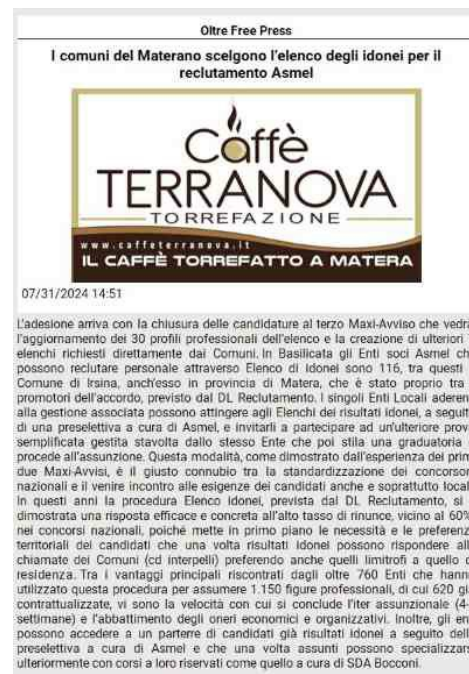 Oltre Free Press
I comuni del Materano scelgono l'elenco degli idonei per il
reclutamento Asmel
Caffè
TERRANOVA
TORREFAZIONE
www.caffeterranova.it
IL CAFFÈ TORREFATTO A MATERA
07/31/2024 14:51
L'adesione arriva con la chiusura delle candidature al terzo Maxi-Avviso che vedrà
l'aggiornamento dei 30 profili professionali dell'elenco e la creazione di ulteriori
elenchi richiesti direttamente dai Comuni. In Basilicata gli Enti soci Asmel ch
possono reclutare personale attraverso Elenco di Idonei sono 116, tra questi
Comune di Irsina, anch'esso in provincia di Matera, che è stato proprio tra
promotori dell'accordo, previsto dal DL Reclutamento. I singoli Enti Locali aderen
alla gestione associata possono attingere agli Elenchi dei risultati idonei, a seguit
di una preselettiva a cura di Asmel, e invitarli a partecipare ad un'ulteriore prov
semplificata gestita stavolta dallo stesso Ente che poi stila una graduatoria
procede all'assunzione. Questa modalità, come dimostrato dall'esperienza dei prim
due Maxi-Avvisi, è il giusto connubio tra la standardizzazione dei concorsi
nazionali e il venire incontro alle esigenze dei candidati anche e soprattutto local
In questi anni la procedura Elenco idonei, prevista dal DL Reclutamento, si
dimostrata una risposta efficace e concreta all'alto tasso di rinunce, vicino al 60%
nei concorsi nazionali, poiché mette in primo piano le necessità e le preferenz
territoriali dei candidati che una volta risultati idonei possono rispondere all
chiamate dei Comuni (cd interpelli) preferendo anche quelli limitrofi a quello d
residenza. Tra i vantaggi principali riscontrati dagli oltre 760 Enti che hann
utilizzato questa procedura per assumere 1.150 figure professionali, di cui 620 gi
contrattualizzate, vi sono la velocità con cui si conclude l'iter assunzionale (4-
settimane) e l'abbattimento degli oneri economici e organizzativi. Inoltre, gli ent
possono accedere a un parterre di candidati già risultati idonei a seguito dell
preselettiva a cura di Asmel e che una volta assunti possono specializzars
ulteriormente con corsi a loro riservati come quello a cura di SDA Bocconi.